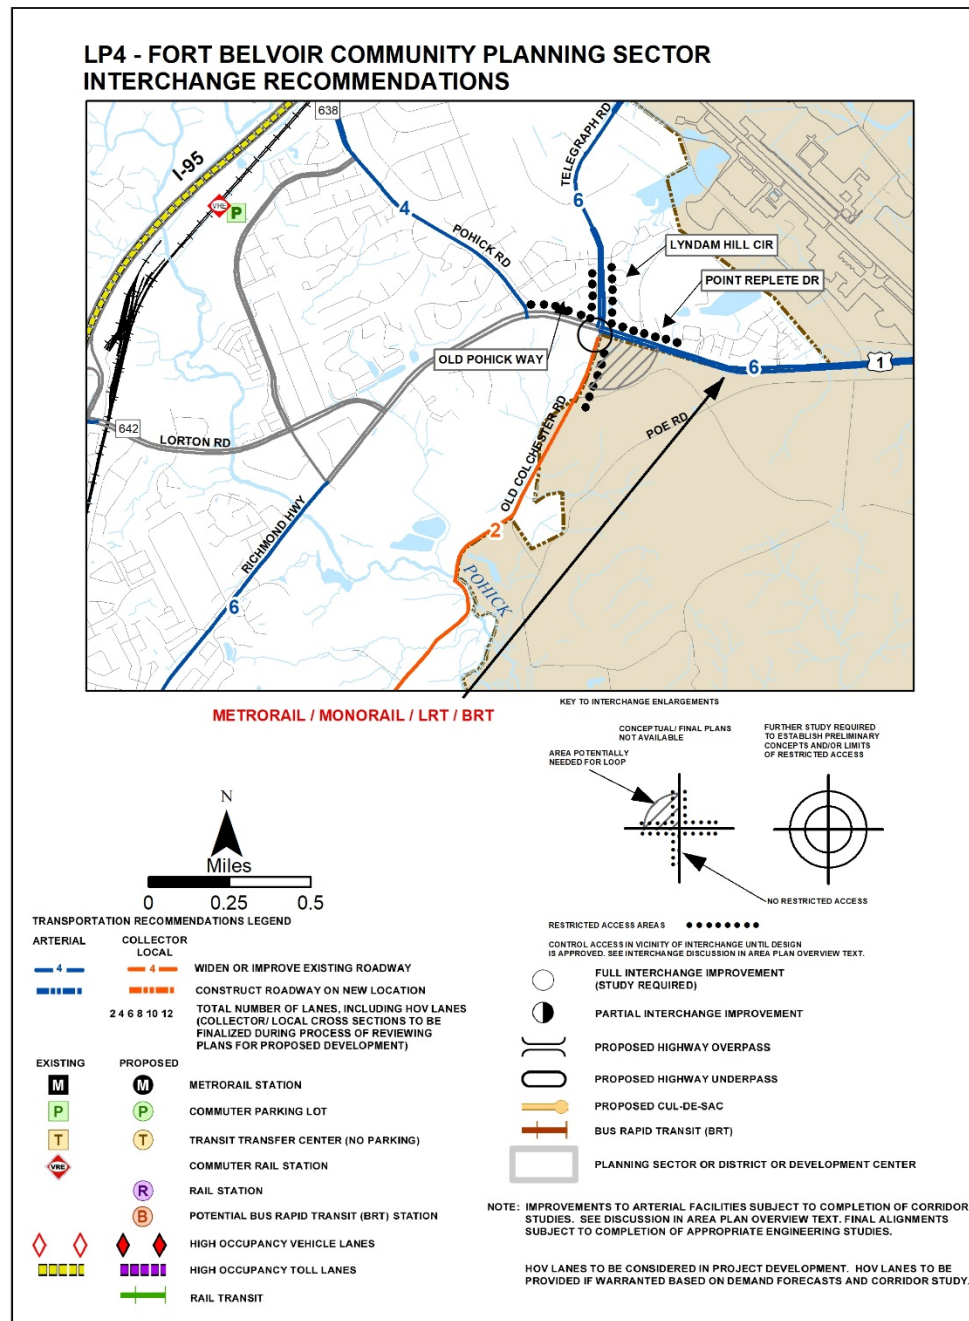 LP4 - FORT BELVOIR COMMUNITY PLANNING SECTOR
INTERCHANGE RECOMMENDATIONS
638
I-95
VRE
P
TELEGRAPH RD
4
6
POHICK RD
LYNDAM HILL CIR
POINT REPLETE DR
OLD POHICK WAY
6
1
642
LORTON RD
OLD COLCHESTER RD
POE RD
RICHMOND HWY
2
POHICK
6
METRORAIL / MONORAIL / LRT / BRT
KEY TO INTERCHANGE ENLARGEMENTS
CONCEPTUAL/ FINAL PLANS
NOT AVAILABLE
FURTHER STUDY REQUIRED
TO ESTABLISH PRELIMINARY
CONCEPTS AND/OR LIMITS
OF RESTRICTED ACCESS
AREA POTENTIALLY
NEEDED FOR LOOP
NO RESTRICTED ACCESS
N
Miles
0 0.25 0.5
RESTRICTED ACCESS AREAS
CONTROL ACCESS IN VICINITY OF INTERCHANGE UNTIL DESIGN
IS APPROVED. SEE INTERCHANGE DISCUSSION IN AREA PLAN OVERVIEW TEXT.
TRANSPORTATION RECOMMENDATIONS LEGEND
ARTERIAL
COLLECTOR
LOCAL
4 4 WIDEN OR IMPROVE EXISTING ROADWAY
CONSTRUCT ROADWAY ON NEW LOCATION
2 4 6 8 10 12 TOTAL NUMBER OF LANES, INCLUDING HOV LANES
(COLLECTOR/ LOCAL CROSS SECTIONS TO BE
FINALIZED DURING PROCESS OF REVIEWING
PLANS FOR PROPOSED DEVELOPMENT)
EXISTING PROPOSED
M M METRORAIL STATION
P P COMMUTER PARKING LOT
T T TRANSIT TRANSFER CENTER (NO PARKING)
VRE COMMUTER RAIL STATION
R RAIL STATION
B POTENTIAL BUS RAPID TRANSIT (BRT) STATION
HIGH OCCUPANCY VEHICLE LANES
HIGH OCCUPANCY TOLL LANES
RAIL TRANSIT
FULL INTERCHANGE IMPROVEMENT
(STUDY REQUIRED)
PARTIAL INTERCHANGE IMPROVEMENT
PROPOSED HIGHWAY OVERPASS
PROPOSED HIGHWAY UNDERPASS
PROPOSED CUL-DE-SAC
BUS RAPID TRANSIT (BRT)
PLANNING SECTOR OR DISTRICT OR DEVELOPMENT CENTER
NOTE: IMPROVEMENTS TO ARTERIAL FACILITIES SUBJECT TO COMPLETION OF CORRIDOR
STUDIES. SEE DISCUSSION IN AREA PLAN OVERVIEW TEXT. FINAL ALIGNMENTS
SUBJECT TO COMPLETION OF APPROPRIATE ENGINEERING STUDIES.
HOV LANES TO BE CONSIDERED IN PROJECT DEVELOPMENT. HOV LANES TO BE
PROVIDED IF WARRANTED BASED ON DEMAND FORECASTS AND CORRIDOR STUDY.